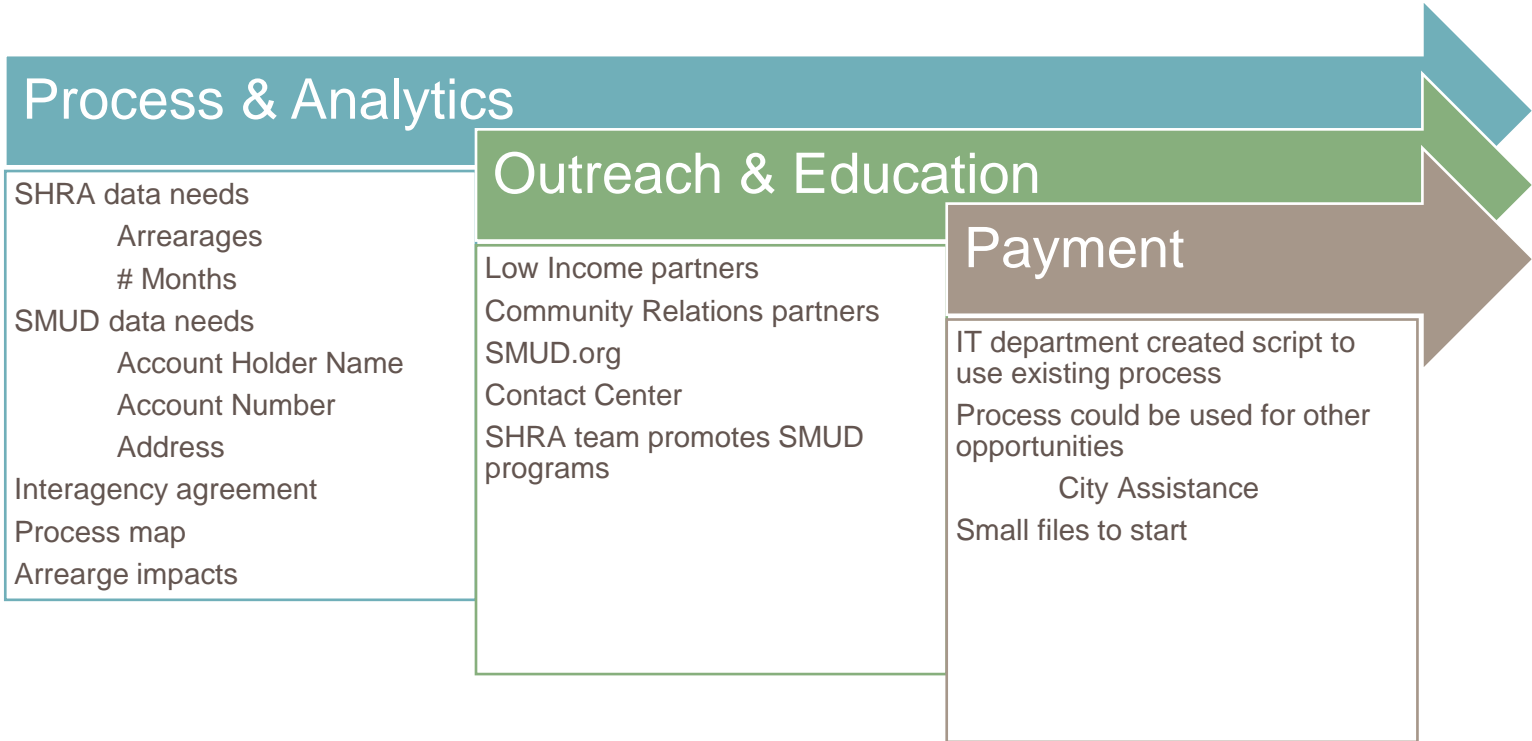 Process & Analytics
SHRA data needs
Arrearages
# Months
SMUD data needs
Account Holder Name
Account Number
Address
Interagency agreement
Process map
Arrearge impacts
Outreach & Education
Low Income partners
Community Relations partners
SMUD.org
Contact Center
SHRA team promotes SMUD
programs
Payment
IT department created script to
use existing process
Process could be used for other
opportunities
City Assistance
Small files to start